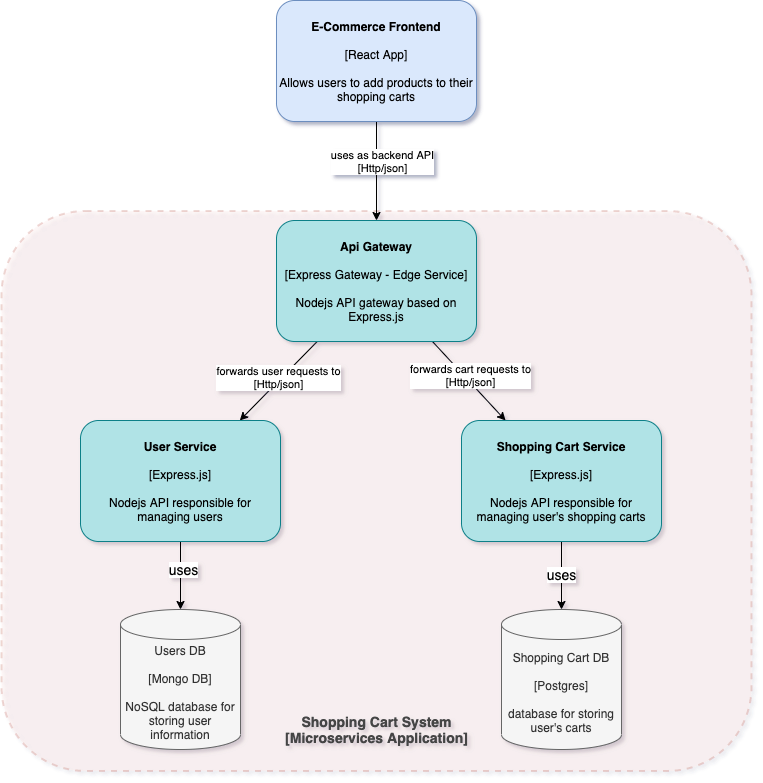 E-Commerce Frontend
[React App]
Allows users to add products to their
shopping carts
uses as backend API
[Http/json]
Api Gateway
[Express Gateway - Edge Service]
Nodejs API gateway based on
Express.js
forwards user requests to
[Http/json]
forwards cart requests to
[Http/json]
User Service
[Express.js]
Nodejs API responsible for
managing users
Shopping Cart Service
[Express.js]
Nodejs API responsible for
managing user's shopping carts
uses
uses
Users DB
[Mongo DB]
NoSQL database for
storing user
information
Shopping Cart DB
[Postgres]
database for storing
user's carts
Shopping Cart System
[Microservices Application]